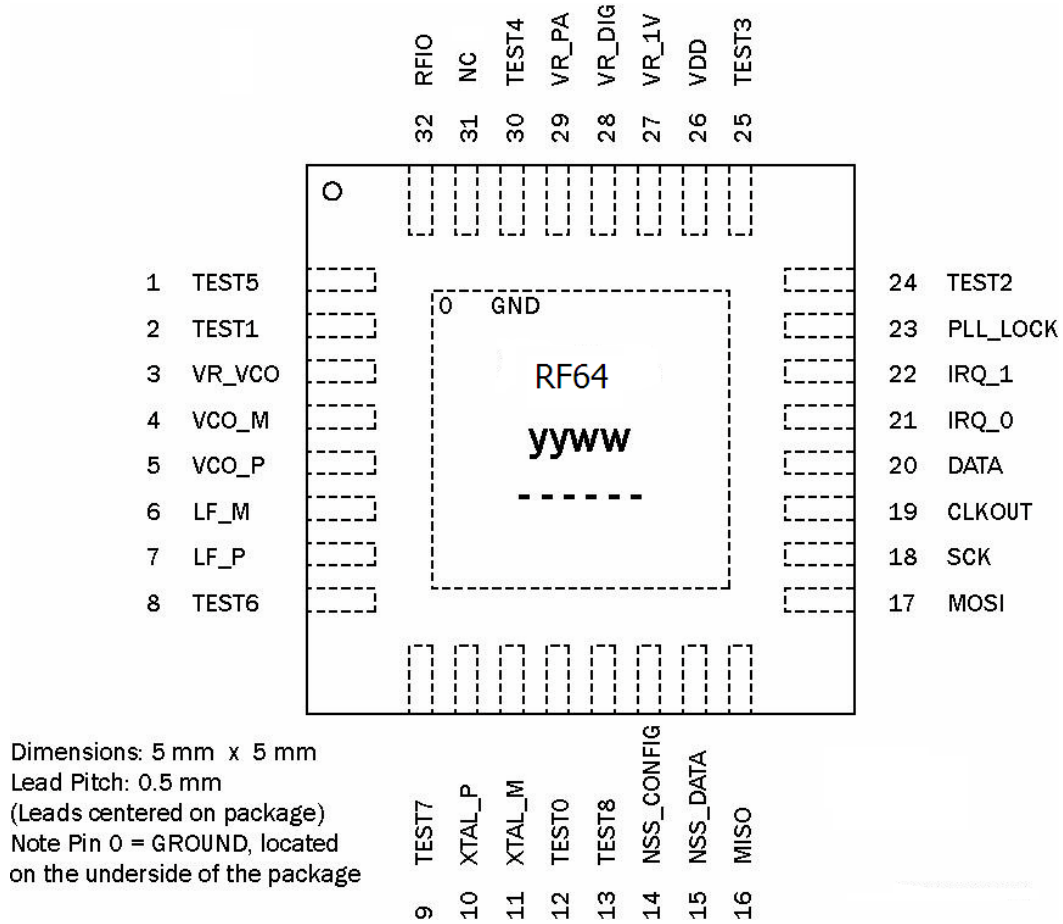 32 RFIO
31 NC
30 TEST4
29 VR_PA
28 VR_DIG
27 VR_1V
26 VDD
25 TEST3
1 TEST5
2 TEST1
3 VR_VCO
4 VCO_M
5 VCO_P
6 LF_M
7 LF_P
8 TEST6
0 GND
RF64
yyww
------
24 TEST2
23 PLL_LOCK
22 IRQ_1
21 IRQ_0
20 DATA
19 CLKOUT
18 SCK
17 MOSI
9 TEST7
10 XTAL_P
11 XTAL_M
12 TEST0
13 TEST8
14 NSS_CONFIG
15 NSS_DATA
16 MISO
Dimensions: 5 mm x 5 mm
Lead Pitch: 0.5 mm
(Leads centered on package)
Note Pin 0 = GROUND, located
on the underside of the package